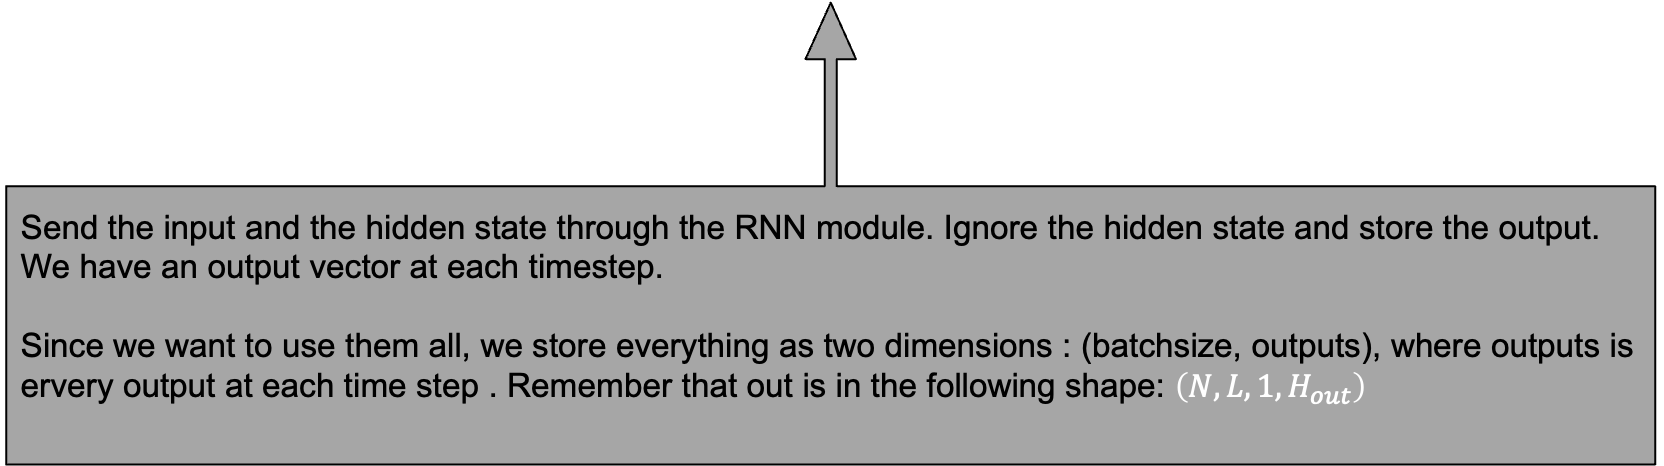 Send the input and the hidden state through the RNN module. Ignore the hidden state and store the output.
We have an output vector at each timestep.
Since we want to use them all, we store everything as two dimensions : (batchsize, outputs), where outputs is
ervery output at each time step . Remember that out is in the following shape: (N, L, 1, H_out)